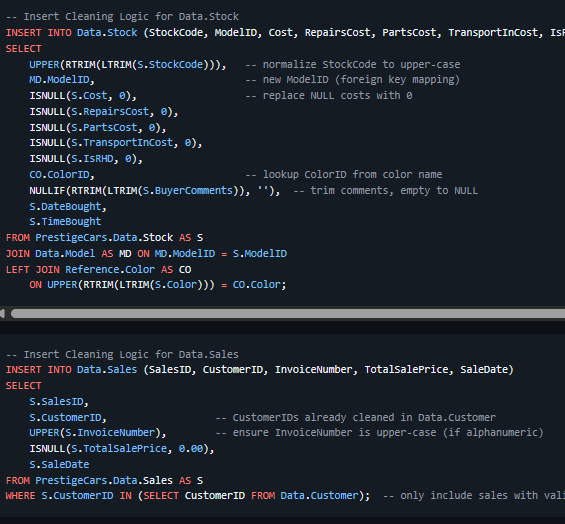 -- Insert Cleaning Logic for Data.Stock
INSERT INTO Data.Stock (StockCode, ModelID, Cost, RepairsCost, PartsCost, TransportInCost,
SELECT
UPPER(RTRIM(LTRIM(S.StockCode))), -- normalize StockCode to upper-case
MD.ModelID, -- new ModelID (foreign key mapping)
ISNULL(S.Cost, 0), -- replace NULL costs with 0
ISNULL(S.RepairsCost, 0),
ISNULL(S.PartsCost, 0),
ISNULL(S.TransportInCost, 0),
ISNULL(S.IsRHD, 0),
CO.ColorID, -- lookup ColorID from color name
NULLIF(RTRIM(LTRIM(S.BuyerComments)), ''), -- trim comments, empty to NULL
S.DateBought,
S.TimeBought
FROM PrestigeCars.Data.Stock AS S
JOIN Data.Model AS MD ON MD.ModelID = S.ModelID
LEFT JOIN Reference.Color AS CO
ON UPPER(RTRIM(LTRIM(S.Color))) = CO.Color;
-- Insert Cleaning Logic for Data.Sales
INSERT INTO Data.Sales (SalesID, CustomerID, InvoiceNumber, TotalSalePrice, SaleDate)
SELECT
S.SalesID,
S.CustomerID, -- CustomerIDs already cleaned in Data.Customer
UPPER(S.InvoiceNumber), -- ensure InvoiceNumber is upper-case (if alphanumeric)
ISNULL(S.TotalSalePrice, 0.00),
S.SaleDate
FROM PrestigeCars.Data.Sales AS S
WHERE S.CustomerID IN (SELECT CustomerID FROM Data.Customer); -- only include sales with